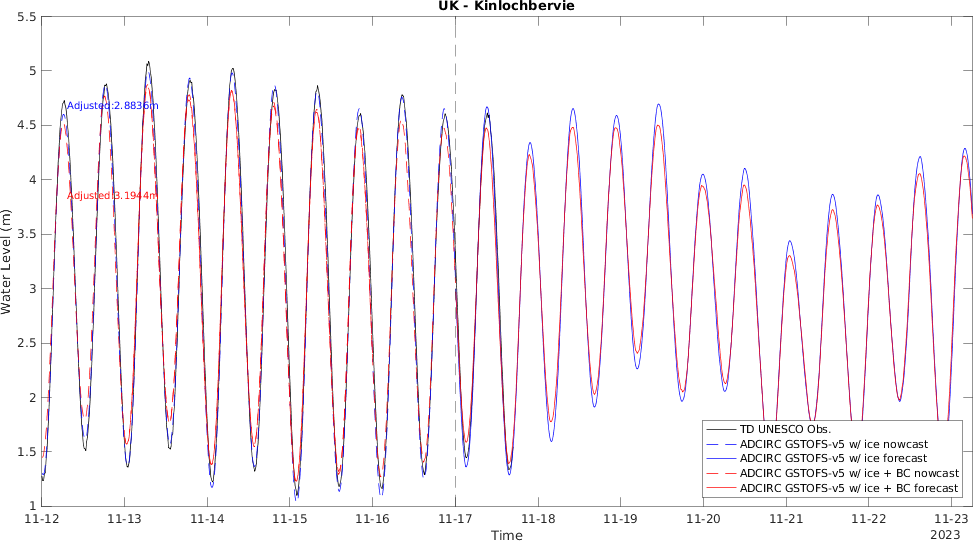 UK - Kinlochbervie
5.5
5
4.5
4
3.5
3
2.5
2
1.5
1
Water Level (m)
Adjusted:2.8836m
Adjusted:3.1944m
TD UNESCO Obs.
ADCIRC GSTOFS-v5 w/ ice nowcast
ADCIRC GSTOFS-v5 w/ ice forecast
ADCIRC GSTOFS-v5 w/ ice + BC nowcast
ADCIRC GSTOFS-v5 w/ ice + BC forecast
11-12 11-13 11-14 11-15 11-16 11-17 11-18 11-19 11-20 11-21 11-22 11-23
Time
2023